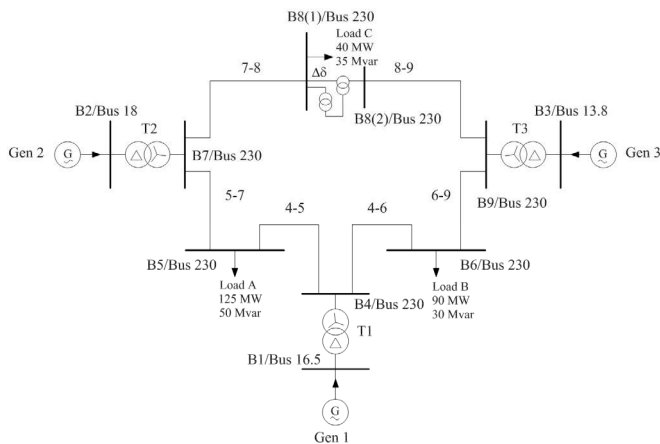 B8(1)/Bus 230
Load C
40 MW
35 Mvar
7-8
Δδ
8-9
B8(2)/Bus 230
B2/Bus 18
T2
B3/Bus 13.8
T3
Gen 2
G
B7/Bus 230
G
Gen 3
5-7
6-9
B9/Bus 230
4-5
4-6
B5/Bus 230
B6/Bus 230
Load A
125 MW
50 Mvar
B4/Bus 230
Load B
90 MW
30 Mvar
T1
B1/Bus 16.5
G
Gen 1